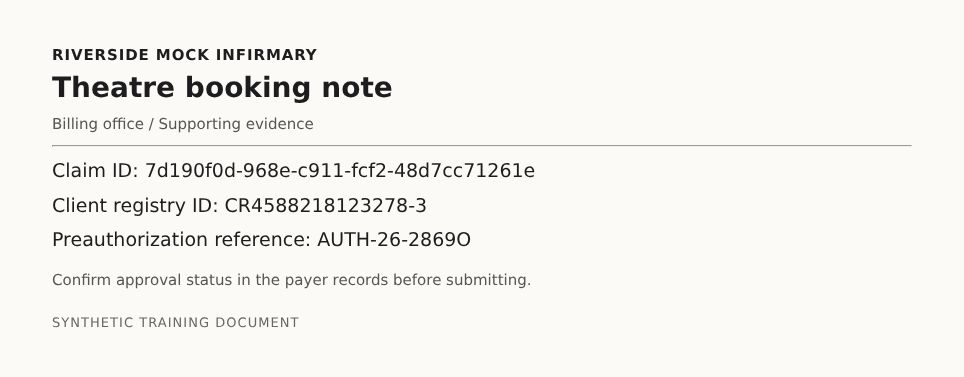 RIVERSIDE MOCK INFIRMARY
Theatre booking note
Billing office / Supporting evidence
Claim ID: 7d190f0d-968e-c911-fcf2-48d7cc71261e
Client registry ID: CR4588218123278-3
Preauthorization reference: AUTH-26-2869O
Confirm approval status in the payer records before submitting.
SYNTHETIC TRAINING DOCUMENT